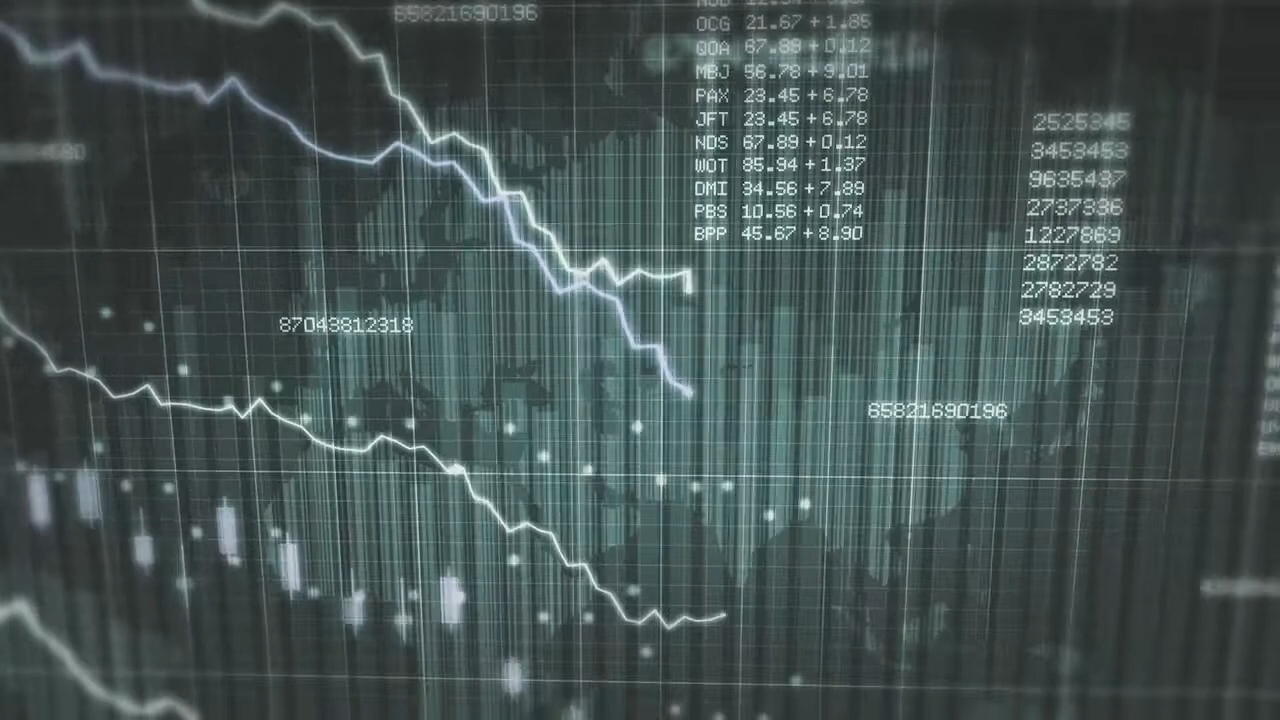 65821690196
OCG 21.67 + 1.85
QOA 67.89 + 0.12
MBJ 56.78 + 9.01
PAX 23.45 + 6.78
JFT 23.45 + 6.78
NDS 67.89 + 0.12
WOT 85.94 + 1.37
DMI 34.56 + 7.89
PBS 10.56 + 0.74
BPP 45.67 + 8.90
2525345
3453453
9635437
2737336
1227869
2872782
2782729
3453453
87043812318
65821690196